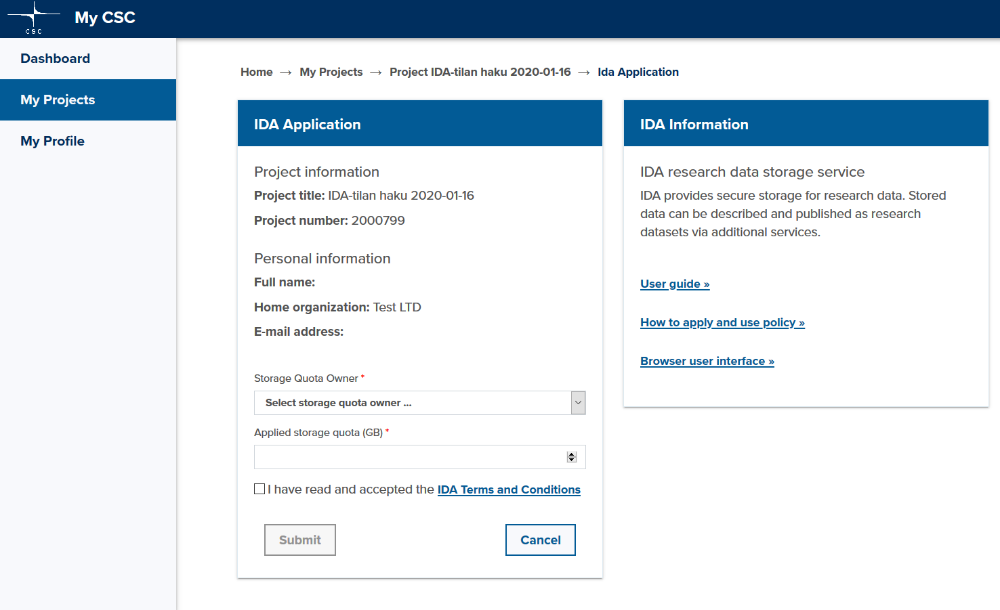 CSC
My CSC
Dashboard
My Projects
My Profile
Home → My Projects → Project IDA-tilan haku 2020-01-16 → Ida Application
IDA Application
Project information
Project title: IDA-tilan haku 2020-01-16
Project number: 2000799
Personal information
Full name:
Home organization: Test LTD
E-mail address:
Storage Quota Owner *
Select storage quota owner ...
Applied storage quota (GB) *
I have read and accepted the IDA Terms and Conditions
Submit
Cancel
IDA Information
IDA research data storage service
IDA provides secure storage for research data. Stored
data can be described and published as research
datasets via additional services.
User guide »
How to apply and use policy »
Browser user interface »